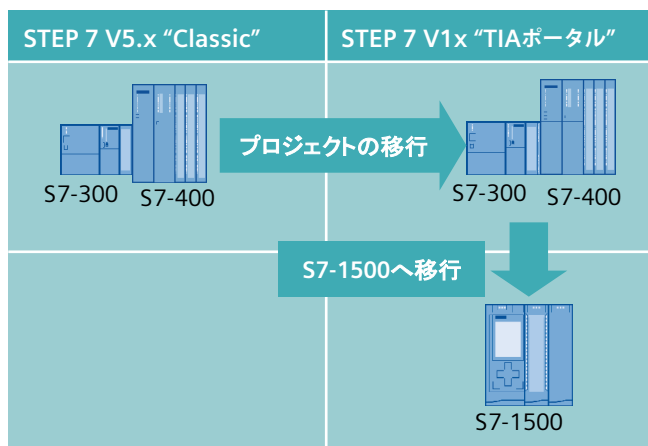 STEP 7 V5.x “Classic”
STEP 7 V1x “TIAポータル”
プロジェクトの移行
S7-300
S7-400
S7-300
S7-400
S7-1500へ移行
S7-1500